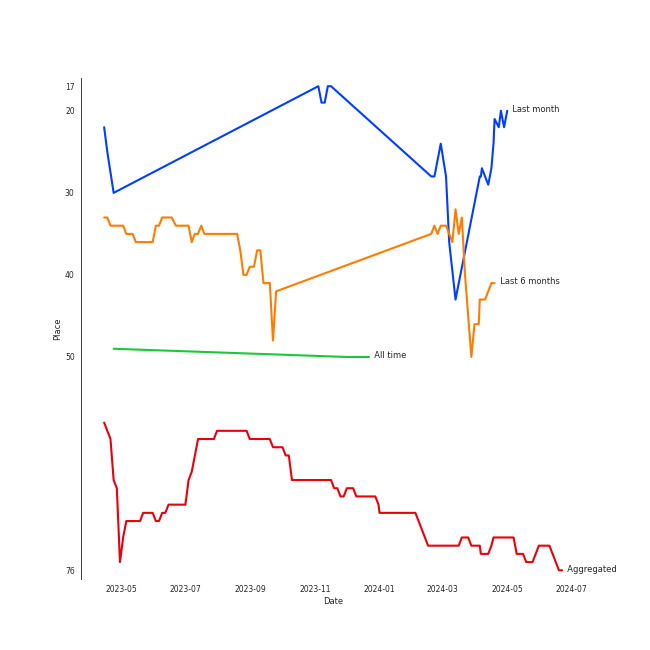 17
20
Last month
30
40
Last 6 months
Place
50
All time
76
Aggregated
2023-05
2023-07
2023-09
2023-11
2024-01
2024-03
2024-05
2024-07
Date